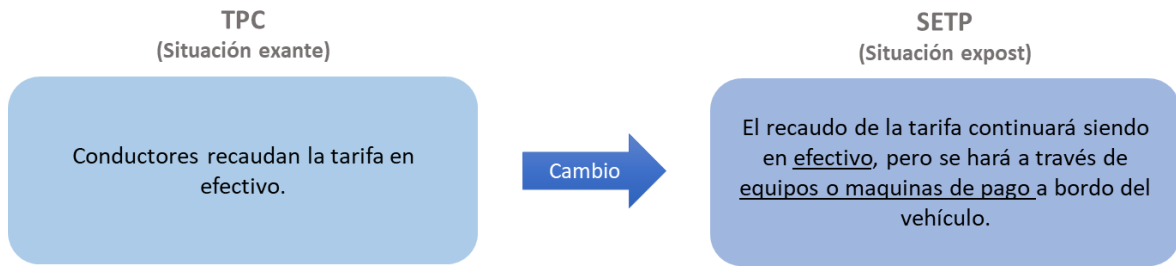 TPC
(Situación exante)
Conductores recaudan la tarifa en
efectivo.
Cambio
SETP
(Situación expost)
El recaudo de la tarifa continuará siendo
en efectivo, pero se hará a través de
equipos o maquinas de pago a bordo del
vehículo.